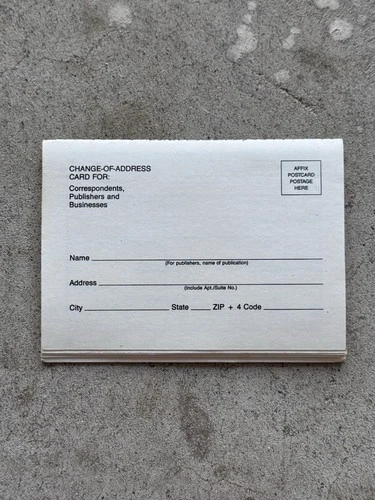 CHANGE-OF-ADDRESS
CARD FOR:
Correspondents,
Publishers and
Businesses
AFFIX
POSTCARD
POSTAGE
HERE
Name
(For publishers, name of publication)
Address
(Include Apt./Suite No.)
City State ZIP + 4 Code